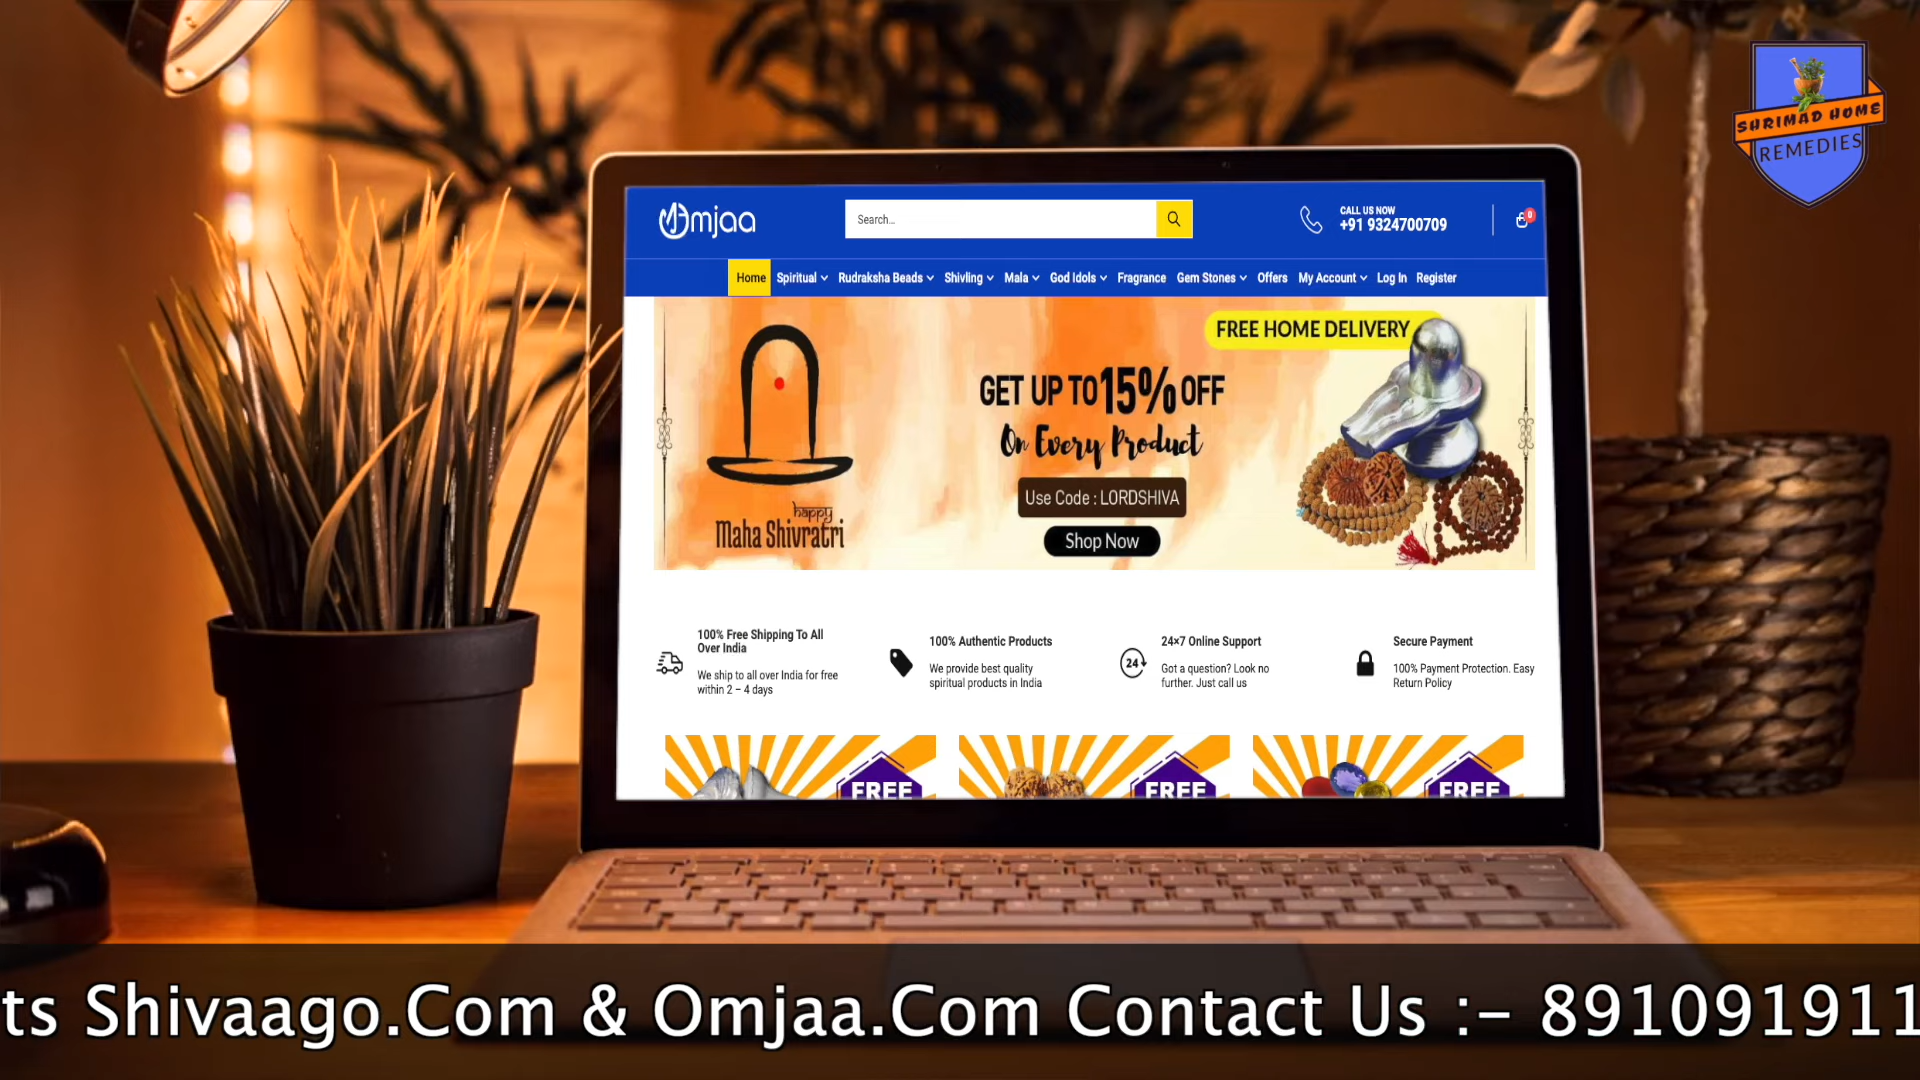 SHRIMAD HOME
REMEDIES
Omjaa
Search...
CALL US NOW
+91 9324700709
0
Home Spiritual Rudraksha Beads Shivling Mala God Idols Fragrance Gem Stones Offers My Account Log In Register
FREE HOME DELIVERY
GET UP TO 15% OFF
On Every Product
Use Code : LORDSHIVA
Shop Now
happy
Maha Shivratri
100% Free Shipping To All
Over India
We ship to all over India for free
within 2 – 4 days
100% Authentic Products
We provide best quality
spiritual products in India
24
24×7 Online Support
Got a question? Look no
further. Just call us
Secure Payment
100% Payment Protection. Easy
Return Policy
FREE
FREE
FREE
ts Shivaago.Com & Omjaa.Com Contact Us :- 891091911